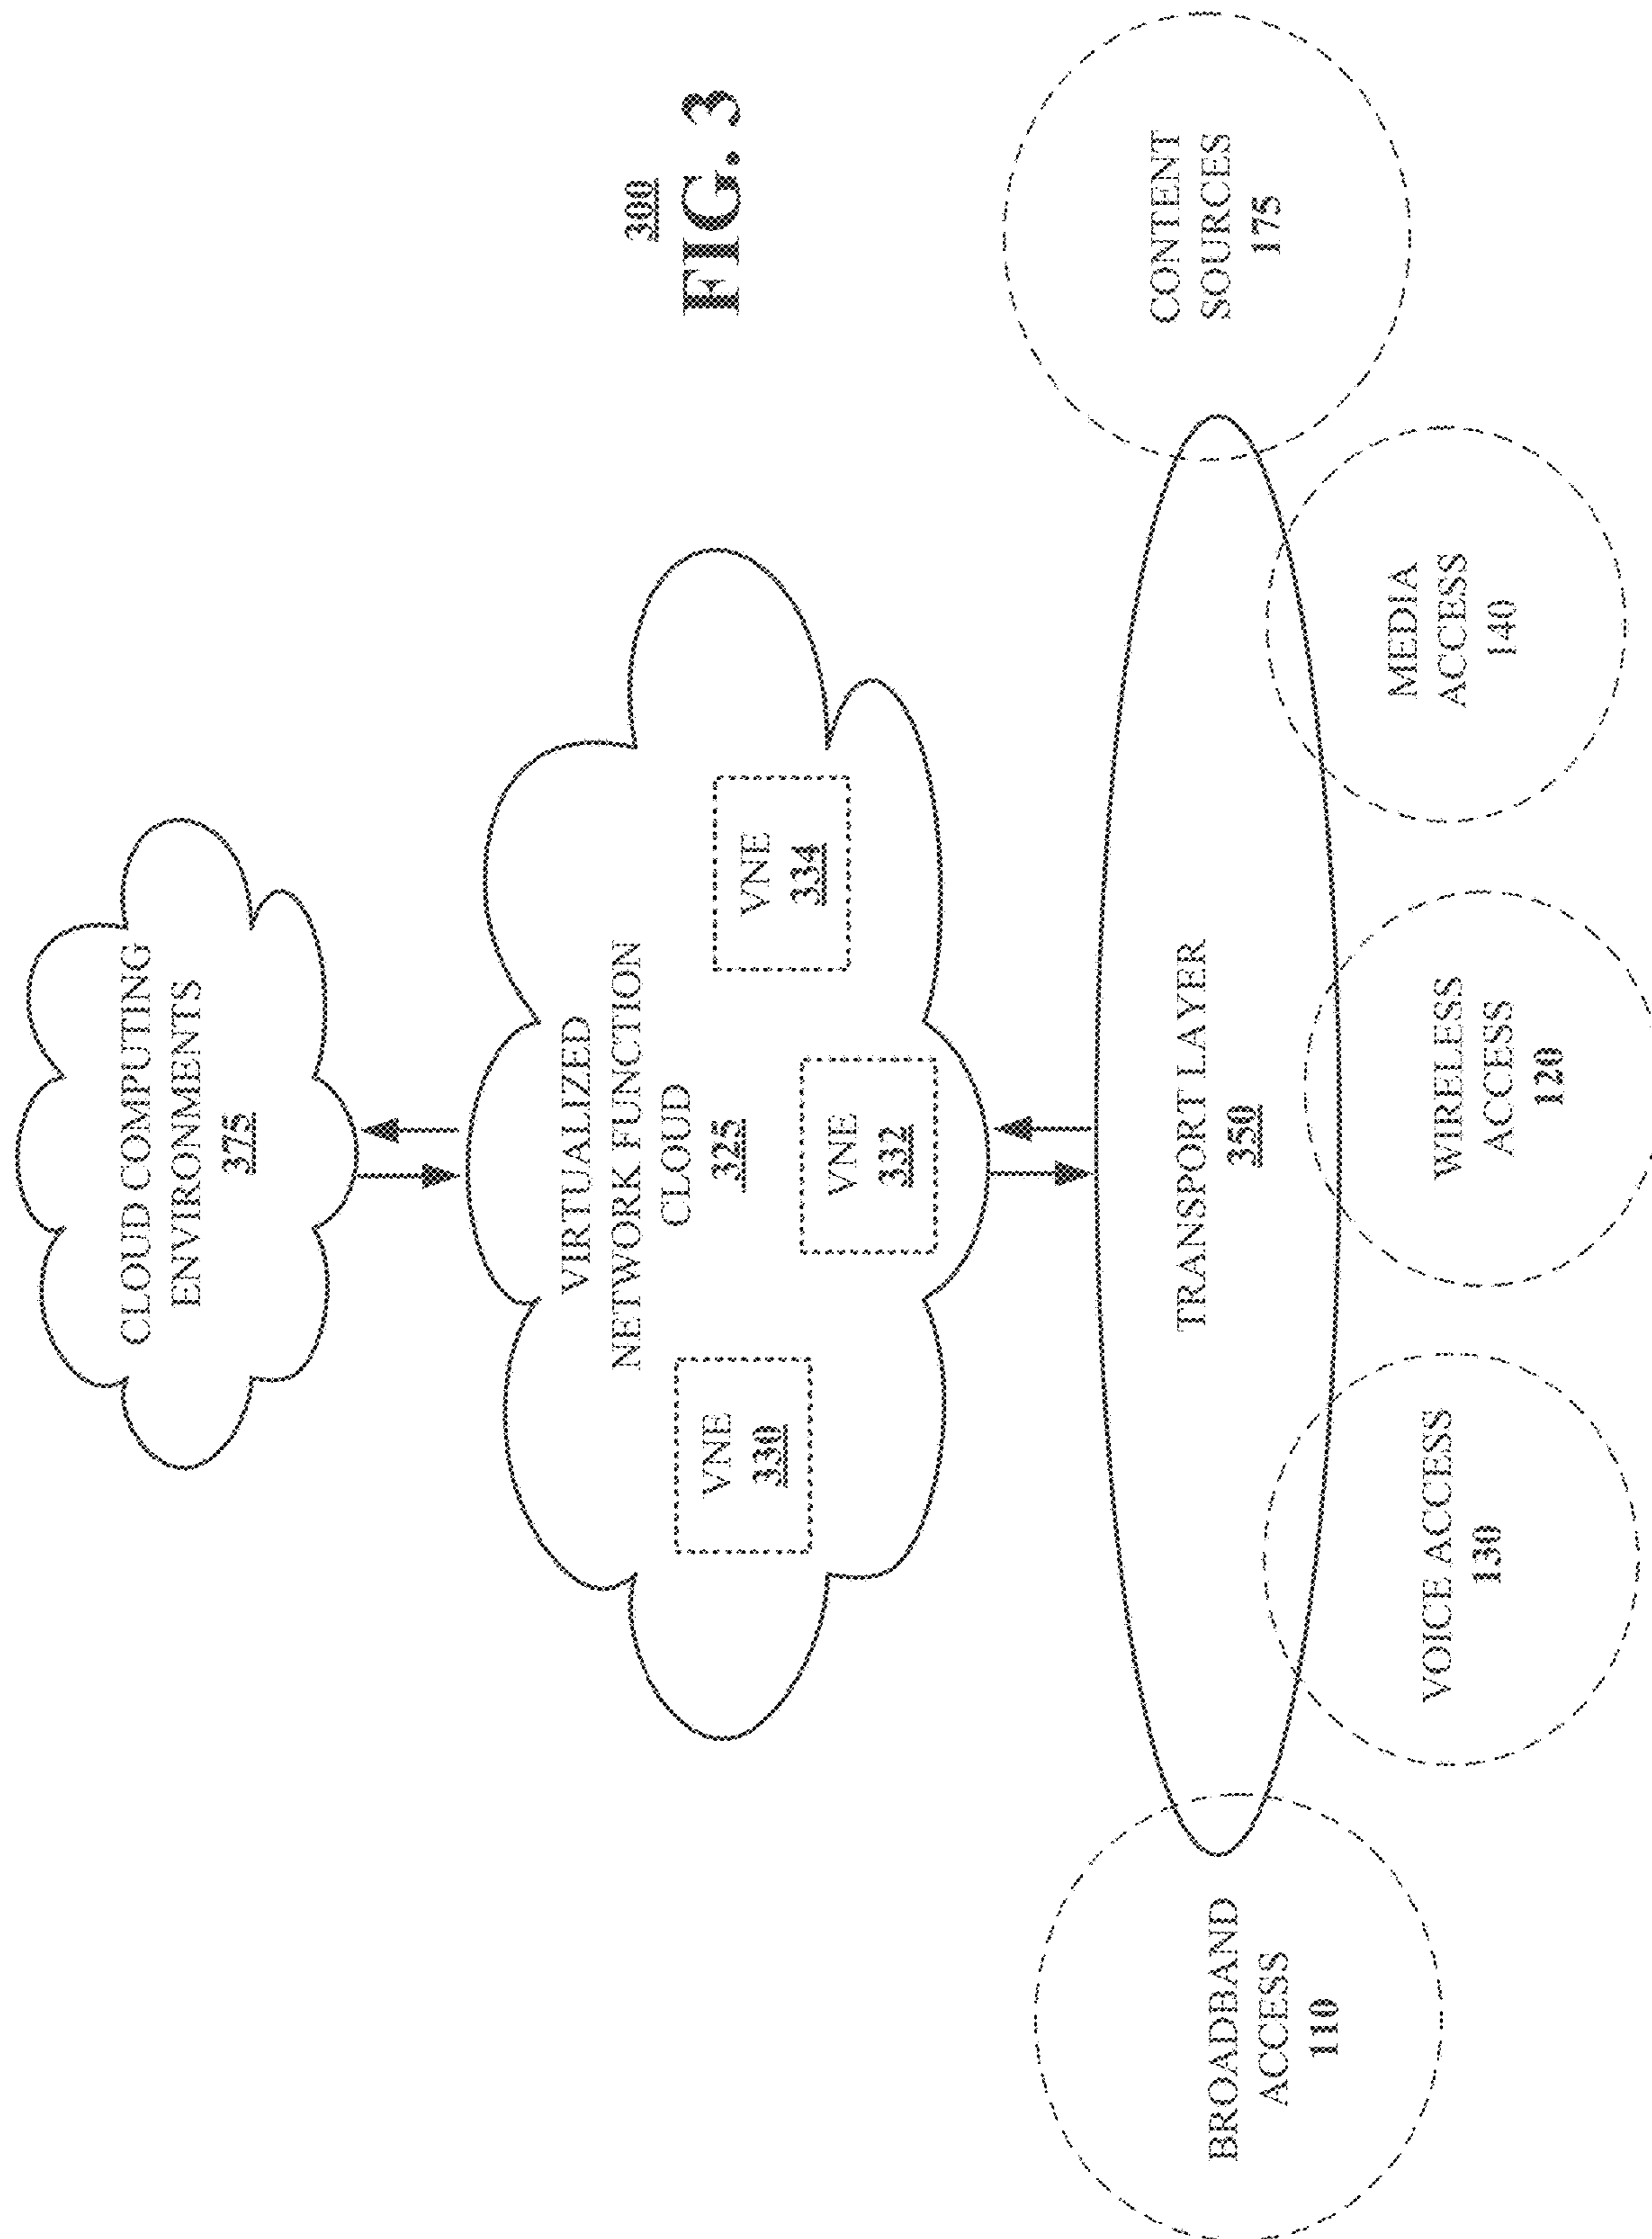 CLOUD COMPUTING
ENVIRONMENTS
375
VIRTUALIZED
NETWORK FUNCTION
CLOUD
325
VNE
330
VNE
332
VNE
334
300
FIG. 3
TRANSPORT LAYER
350
BROADBAND
ACCESS
110
VOICE ACCESS
130
WIRELESS
ACCESS
120
MEDIA
ACCESS
140
CONTENT
SOURCES
175